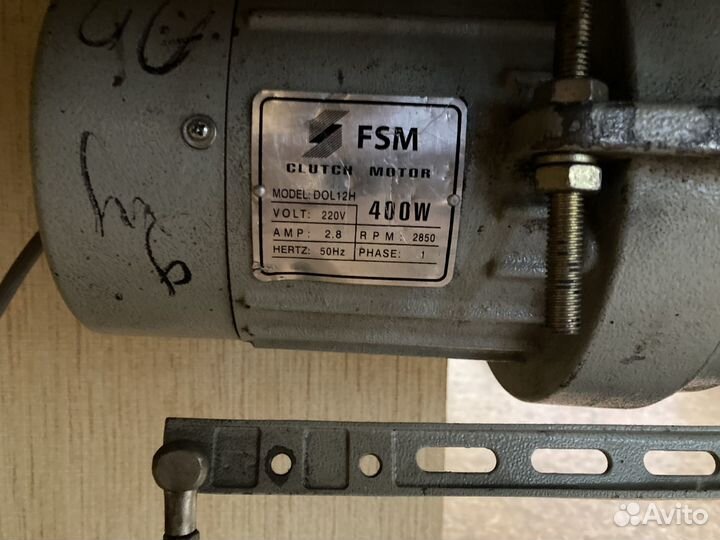 FSM
CLUTCH MOTOR
MODEL: DOL12H
400W
VOLT: 220V
AMP: 2.8 RPM: 2850
HERTZ: 50Hz PHASE: 1
Avito